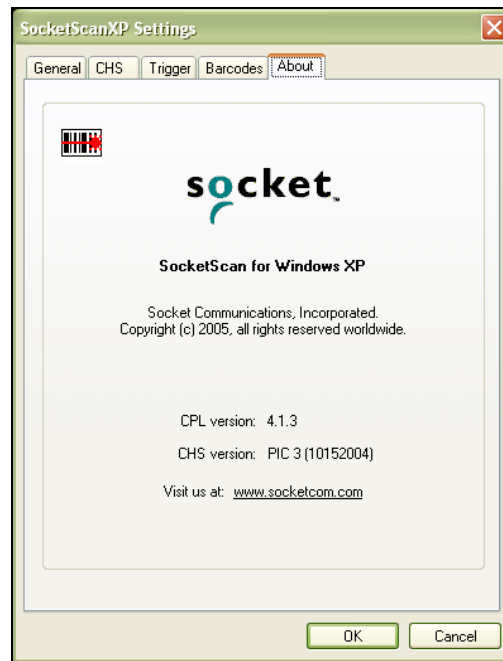 SocketScanXP Settings
General CHS Trigger Barcodes About
socket™
SocketScan for Windows XP
Socket Communications, Incorporated.
Copyright (c) 2005, all rights reserved worldwide.
CPL version: 4.1.3
CHS version: PIC 3 (10152004)
Visit us at: www.socketcom.com
OK Cancel